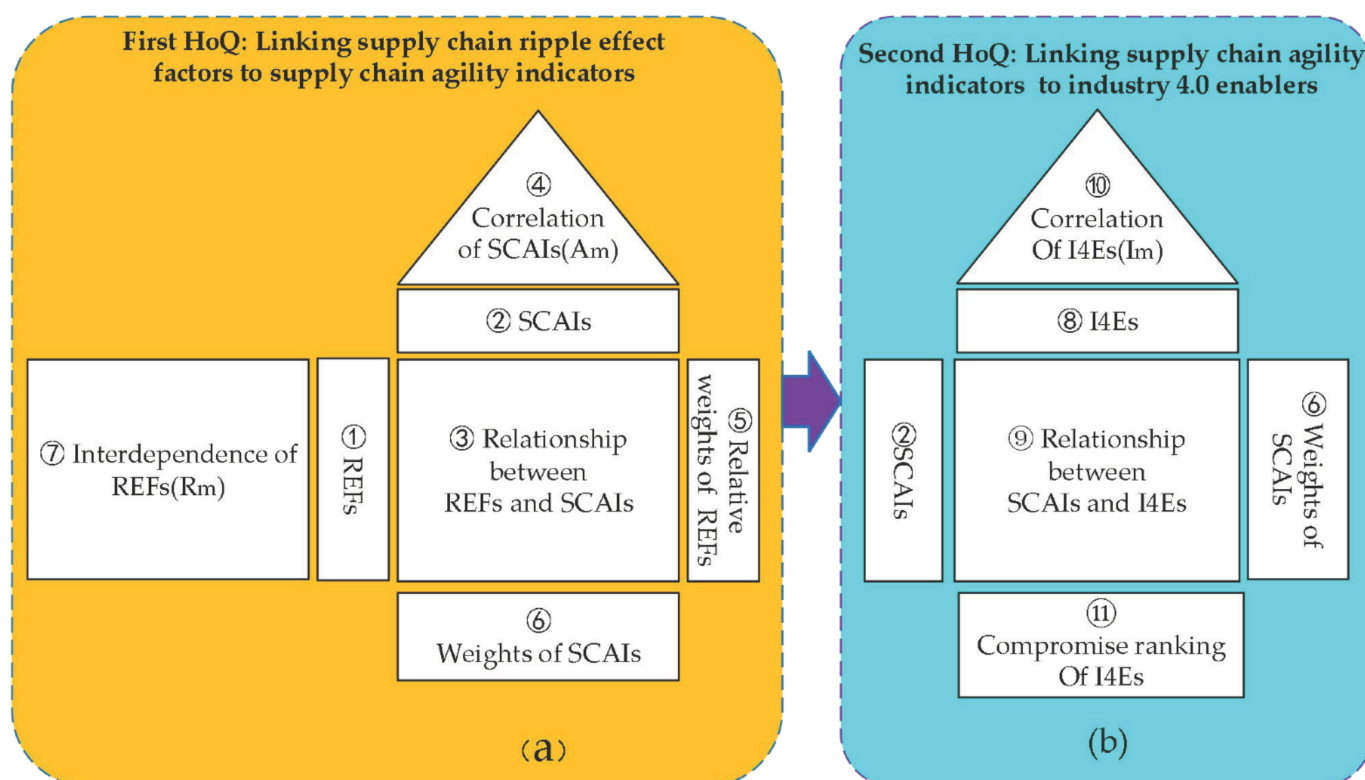 First HoQ: Linking supply chain ripple effect
factors to supply chain agility indicators
④
Correlation
of SCAIs(Am)
② SCAIs
⑦ Interdependence of
REFs(Rm)
① REFs
③ Relationship
between
REFs and SCAIs
⑤ Relative
weights of REFs
⑥
Weights of SCAIs
(a)
Second HoQ: Linking supply chain agility
indicators to industry 4.0 enablers
⑩
Correlation
Of I4Es(Im)
⑧ I4Es
②SCAIs
⑨ Relationship
between
SCAIs and I4Es
⑥ Weights of
SCAIs
⑪
Compromise ranking
Of I4Es
(b)